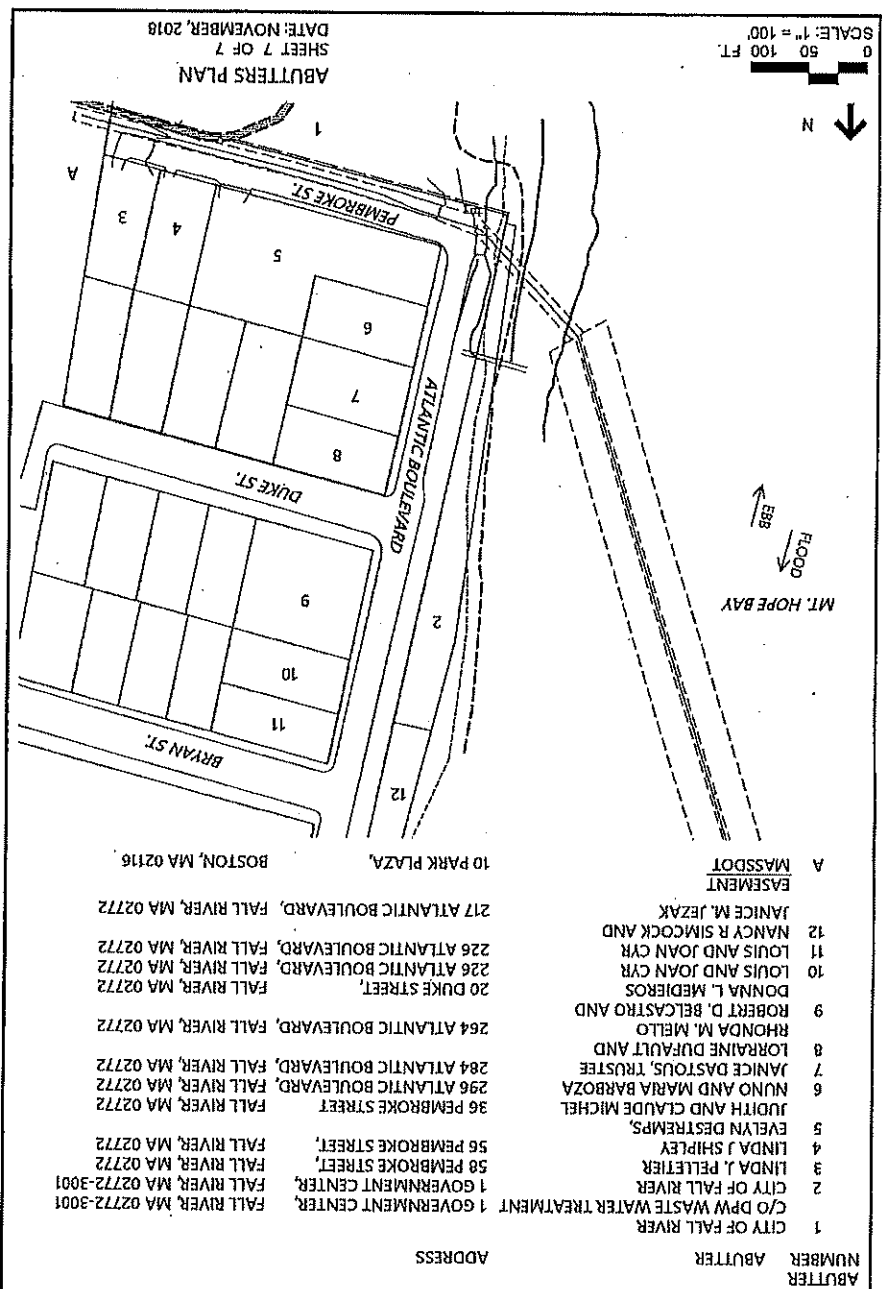 ABUTTER
NUMBER ABUTTER ADDRESS
1 CITY OF FALL RIVER
C/O DPW WASTE WATER TREATMENT 1 GOVERNMENT CENTER, FALL RIVER, MA 02772-3001
2 CITY OF FALL RIVER 1 GOVERNMENT CENTER, FALL RIVER, MA 02772-3001
3 LINDA J. PELLETIER 58 PEMBROKE STREET, FALL RIVER, MA 02772
4 LINDA J SHIPLEY 56 PEMBROKE STREET, FALL RIVER, MA 02772
5 EVELYN DESTREMPS,
JUDITH AND CLAUDE MICHEL 36 PEMBROKE STREET FALL RIVER, MA 02772
6 NUNO AND MARIA BARBOZA 296 ATLANTIC BOULEVARD, FALL RIVER, MA 02772
7 JANICE DASTOUS, TRUSTEE 284 ATLANTIC BOULEVARD, FALL RIVER, MA 02772
8 LORRAINE DUFAULT AND
RHONDA M. MELLO 264 ATLANTIC BOULEVARD, FALL RIVER, MA 02772
9 ROBERT D. BELCASTRO AND
DONNA L. MEDIEROS 20 DUKE STREET, FALL RIVER, MA 02772
10 LOUIS AND JOAN CYR 226 ATLANTIC BOULEVARD, FALL RIVER, MA 02772
11 LOUIS AND JOAN CYR 226 ATLANTIC BOULEVARD, FALL RIVER, MA 02772
12 NANCY R SIMCOCK AND
JANICE M. JEZAK 217 ATLANTIC BOULEVARD, FALL RIVER, MA 02772
EASEMENT
A MASSDOT 10 PARK PLAZA, BOSTON, MA 02116
12
BRYAN ST.
11
10
2
9
MT. HOPE BAY
FLOOD
EBB
DUKE ST.
8
ATLANTIC BOULEVARD
7
6
5
4
3
PEMBROKE ST.
A
1
N
ABUTTERS PLAN
SHEET 7 OF 7
DATE: NOVEMBER, 2018
0 50 100 FT.
SCALE: 1" = 100'